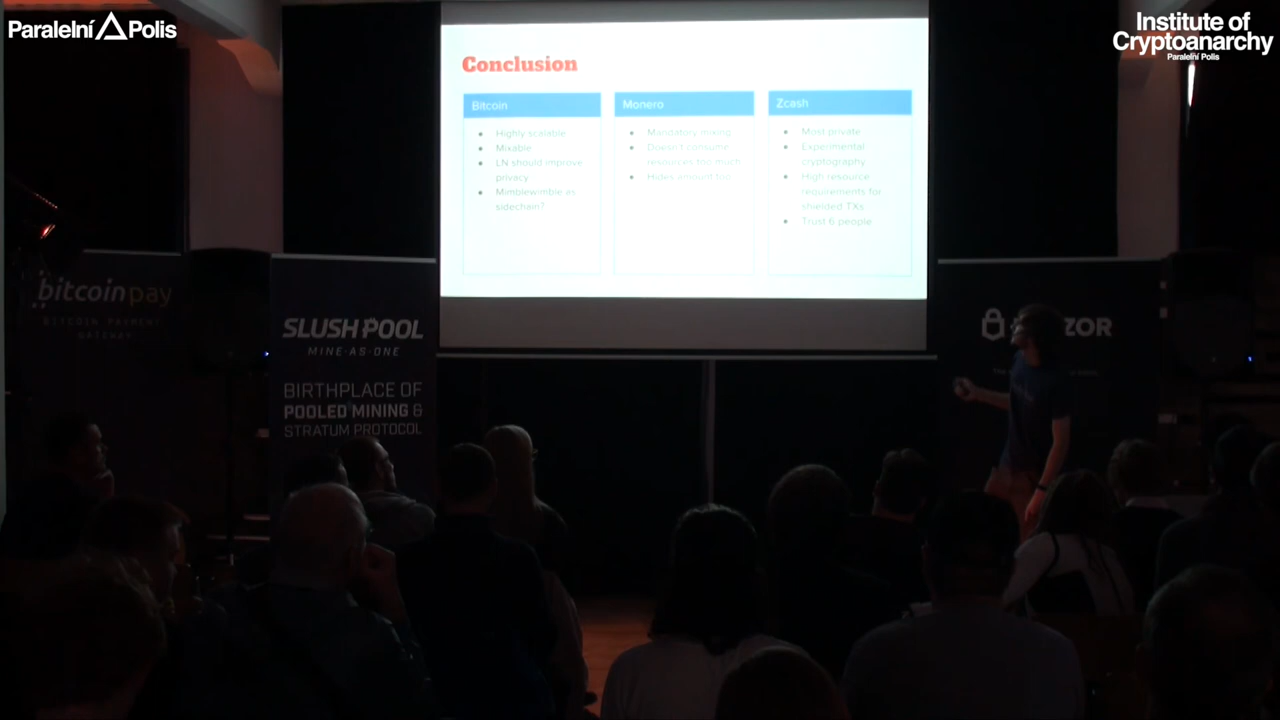 Paralelní Polis
Institute of
Cryptoanarchy
Paralelní Polis
Conclusion
Bitcoin
Highly scalable
Mixable
LN should improve
privacy
Mimblewimble as
sidechain?
Monero
Mandatory mixing
Doesn't consume
resources too much
Hides amount too
Zcash
Most private
Experimental
cryptography
High resource
requirements for
shielded TXs
Trust 6 people
bitcoinpay
BITCOIN PAYMENT
GATEWAY
SLUSH POOL
MINE·AS·ONE
BIRTHPLACE OF
POOLED MINING &
STRATUM PROTOCOL
ZOR